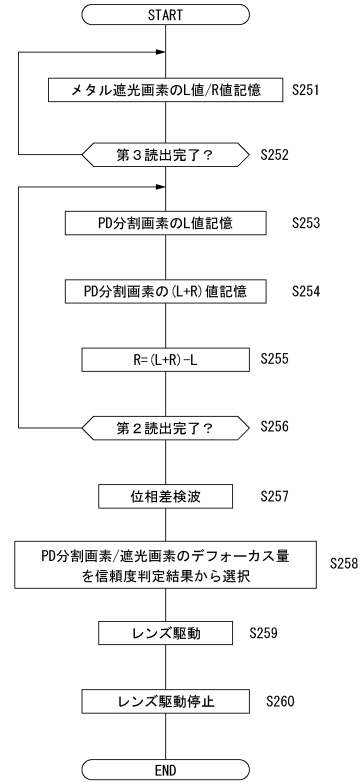 START
メタル遮光画素のL値/R値記憶 S251
第3読出完了? S252
PD分割画素のL値記憶 S253
PD分割画素の(L+R)値記憶 S254
R=(L+R)-L S255
第2読出完了? S256
位相差検波 S257
PD分割画素/遮光画素のデフォーカス量
を信頼度判定結果から選択 S258
レンズ駆動 S259
レンズ駆動停止 S260
END